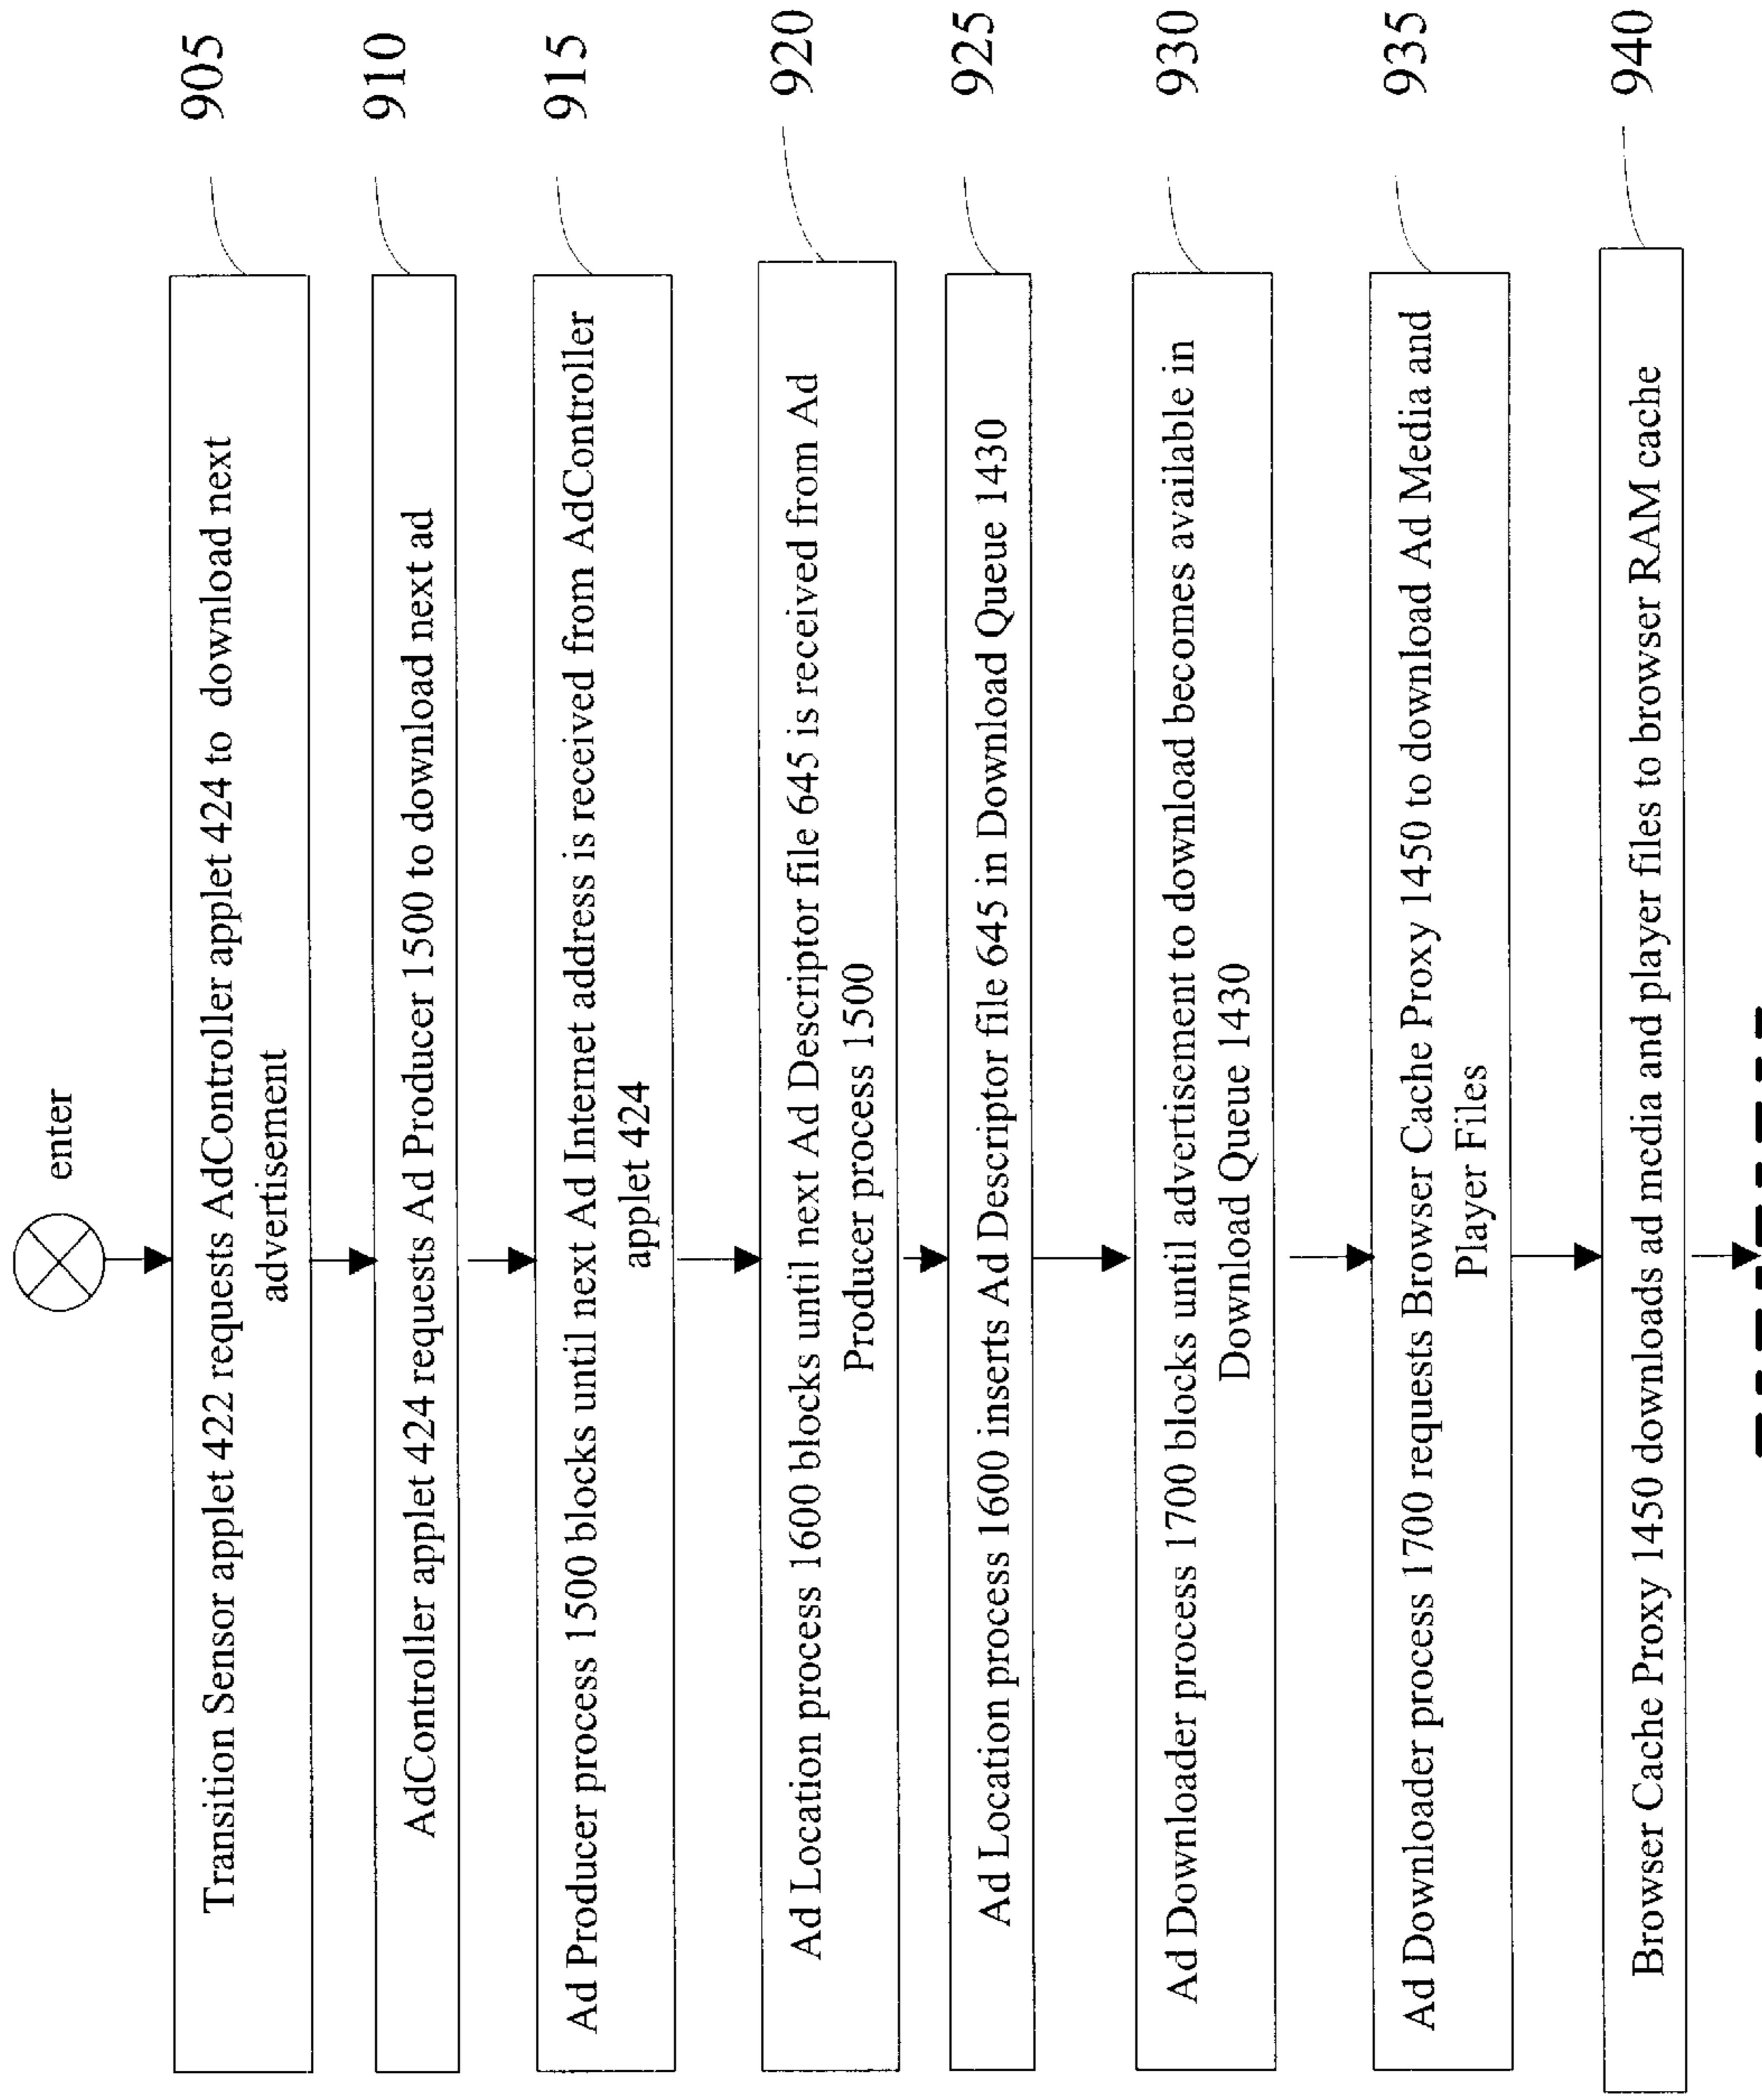 enter
Transition Sensor applet 422 requests AdController applet 424 to download next
advertisement
905
AdController applet 424 requests Ad Producer 1500 to download next ad
910
Ad Producer process 1500 blocks until next Ad Internet address is received from AdController
applet 424
915
Ad Location process 1600 blocks until next Ad Descriptor file 645 is received from Ad
Producer process 1500
920
Ad Location process 1600 inserts Ad Descriptor file 645 in Download Queue 1430
925
Ad Downloader process 1700 blocks until advertisement to download becomes available in
Download Queue 1430
930
Ad Downloader process 1700 requests Browser Cache Proxy 1450 to download Ad Media and
Player Files
935
Browser Cache Proxy 1450 downloads ad media and player files to browser RAM cache
940